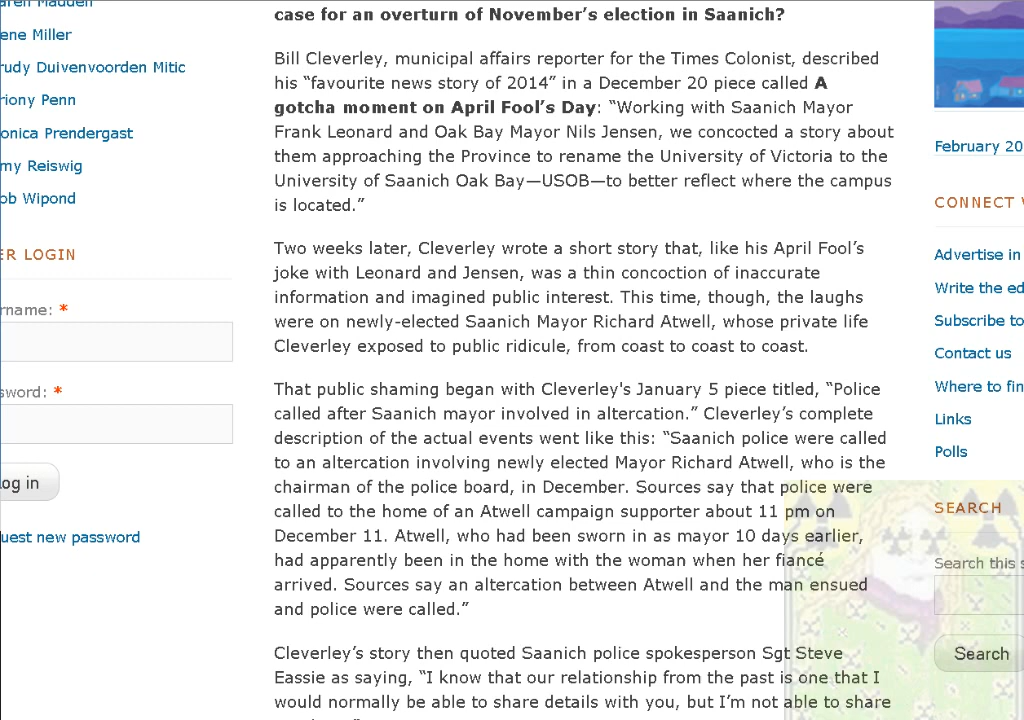 aren Madden
ene Miller
rudy Duivenvoorden Mitic
riony Penn
onica Prendergast
my Reiswig
ob Wipond
ER LOGIN
rname: *
sword: *
og in
uest new password
case for an overturn of November’s election in Saanich?
Bill Cleverley, municipal affairs reporter for the Times Colonist, described
his “favourite news story of 2014” in a December 20 piece called A
gotcha moment on April Fool’s Day: “Working with Saanich Mayor
Frank Leonard and Oak Bay Mayor Nils Jensen, we concocted a story about
them approaching the Province to rename the University of Victoria to the
University of Saanich Oak Bay—USOB—to better reflect where the campus
is located.”
Two weeks later, Cleverley wrote a short story that, like his April Fool’s
joke with Leonard and Jensen, was a thin concoction of inaccurate
information and imagined public interest. This time, though, the laughs
were on newly-elected Saanich Mayor Richard Atwell, whose private life
Cleverley exposed to public ridicule, from coast to coast to coast.
That public shaming began with Cleverley's January 5 piece titled, “Police
called after Saanich mayor involved in altercation.” Cleverley’s complete
description of the actual events went like this: “Saanich police were called
to an altercation involving newly elected Mayor Richard Atwell, who is the
chairman of the police board, in December. Sources say that police were
called to the home of an Atwell campaign supporter about 11 pm on
December 11. Atwell, who had been sworn in as mayor 10 days earlier,
had apparently been in the home with the woman when her fiancé
arrived. Sources say an altercation between Atwell and the man ensued
and police were called.”
Cleverley’s story then quoted Saanich police spokesperson Sgt Steve
Eassie as saying, “I know that our relationship from the past is one that I
would normally be able to share details with you, but I’m not able to share
February 20
CONNECT
Advertise in
Write the ed
Subscribe to
Contact us
Where to fin
Links
Polls
SEARCH
Search this s
Search